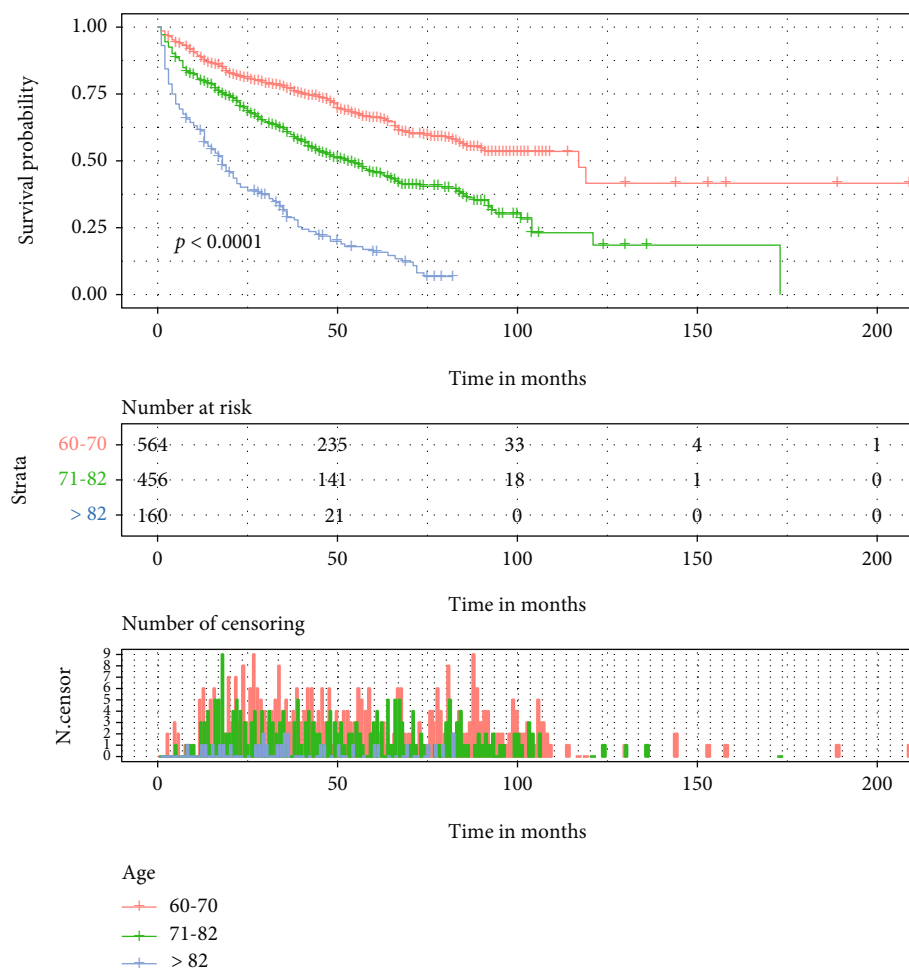 1.00
0.75
0.50
0.25
0.00
Survival probability
p < 0.0001
0 50 100 150 200
Time in months
Number at risk
Strata
60-70 564 235 33 4 1
71-82 456 141 18 1 0
> 82 160 21 0 0 0
0 50 100 150 200
Time in months
Number of censoring
N.censor
9
8
7
6
5
4
3
2
1
0
0 50 100 150 200
Time in months
Age
60-70
71-82
> 82